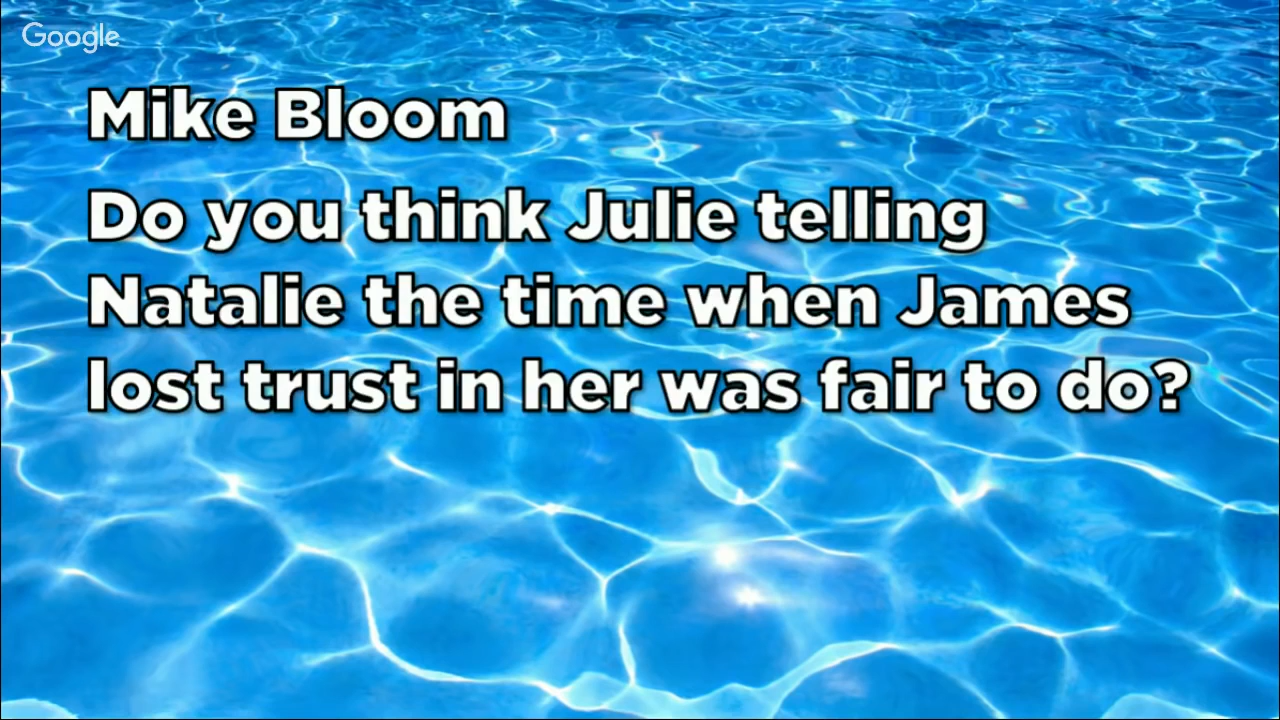 Google
Mike Bloom
Do you think Julie telling
Natalie the time when James
lost trust in her was fair to do?